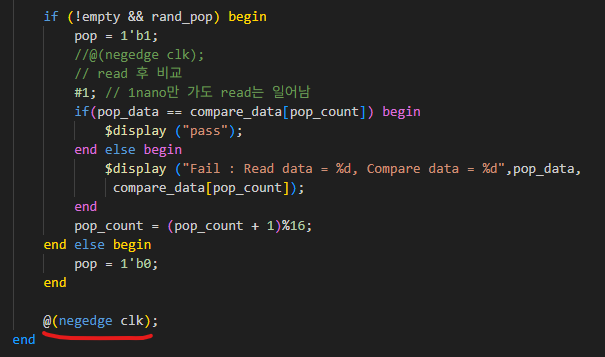 if (!empty && rand_pop) begin
pop = 1'b1;
//@(negedge clk);
// read 후 비교
#1; // 1nano만 가도 read는 일어남
if(pop_data == compare_data[pop_count]) begin
$display ("pass");
end else begin
$display ("Fail : Read data = %d, Compare data = %d",pop_data,
compare_data[pop_count]);
end
pop_count = (pop_count + 1)%16;
end else begin
pop = 1'b0;
end
@(negedge clk);
end